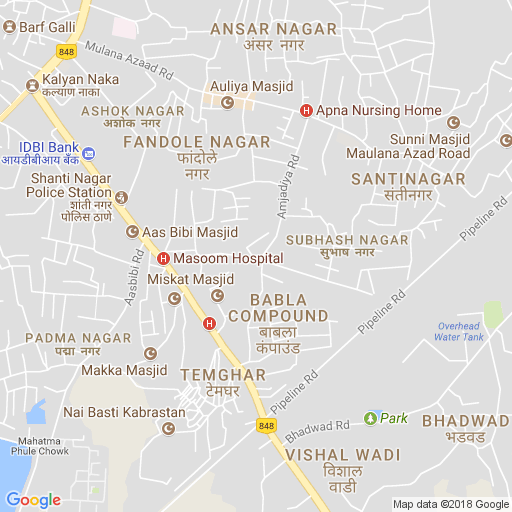 Barf Galli
ANSAR NAGAR
अंसर नगर
848
Mulana Azaad Rd
Kalyan Naka
कल्याण नाका
Auliya Masjid
ASHOK NAGAR
अशोक नगर
Apna Nursing Home
FANDOLE NAGAR
फांदोले
नगर
Sunni Masjid
Maulana Azad Road
IDBI Bank
आयडीबीआय बैंक
Shanti Nagar
Police Station
शांती नगर
पोलिस ठाणे
SANTINAGAR
संतीनगर
Amjadiya Rd
Pipeline Rd
Aas Bibi Masjid
SUBHASH NAGAR
सुभाष नगर
Masoom Hospital
Aasbibi Rd
Miskat Masjid
BABLA
COMPOUND
बाबला
कंपाउंड
Pipeline Rd
Overhead
Water Tank
PADMA NAGAR
पद्मा नगर
Makka Masjid
TEMGHAR
टेमघर
Pipeline Rd
Nai Basti Kabrastan
848
Park
Bhadwad Rd
BHADWAD
भडवड
Mahatma
Phule Chowk
VISHAL WADI
विशाल
वाडी
Google
Map data ©2018 Google